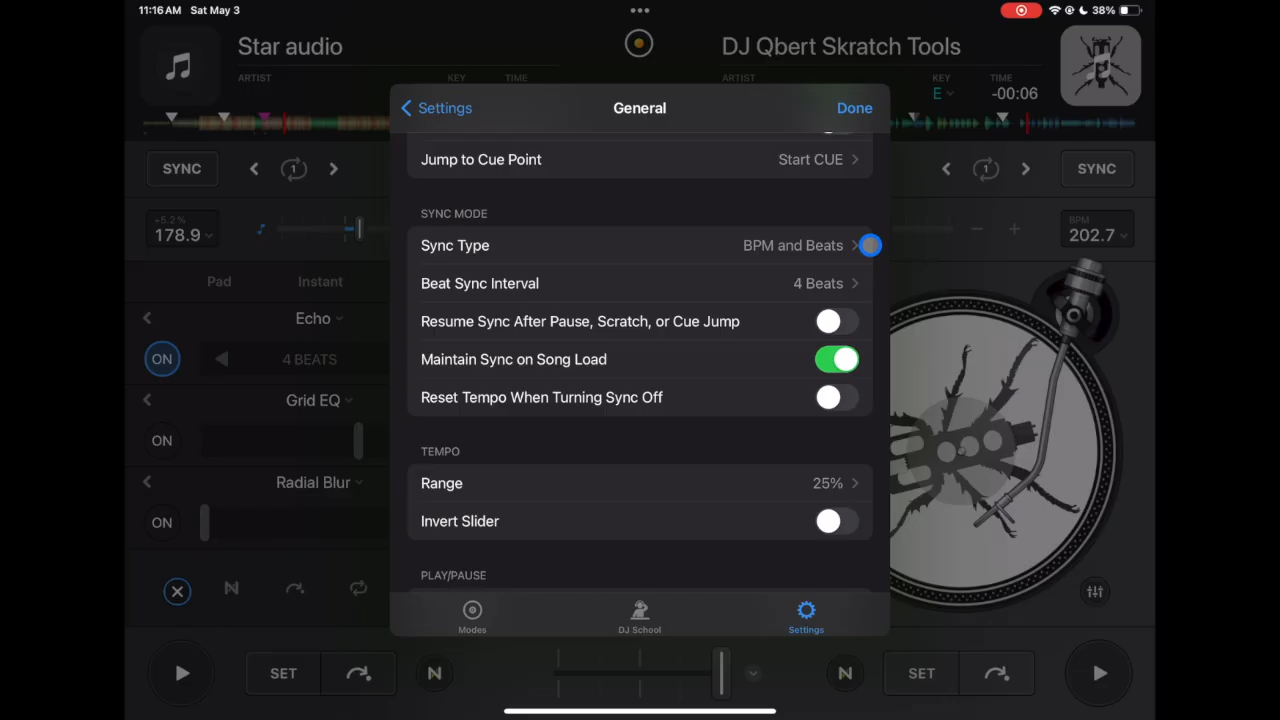 11:16 AM Sat May 3
38%
Star audio
DJ Qbert Skratch Tools
ARTIST KEY TIME
ARTIST KEY TIME
E -00:06
Settings General Done
Jump to Cue Point Start CUE
SYNC 1
1 SYNC
SYNC MODE
Sync Type BPM and Beats
+5.2%
178.9
BPM
202.7
Beat Sync Interval 4 Beats
Pad Instant
Resume Sync After Pause, Scratch, or Cue Jump
Echo
Maintain Sync on Song Load
ON 4 BEATS
Reset Tempo When Turning Sync Off
Grid EQ
ON
TEMPO
Range 25%
Radial Blur
Invert Slider
ON
PLAY/PAUSE
N
Modes DJ School Settings
SET N
N SET